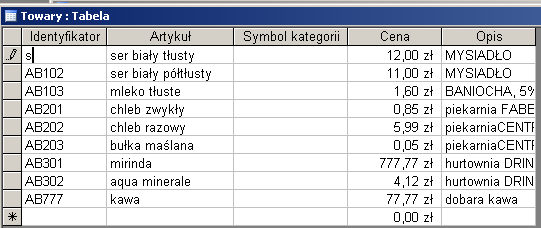 Towary : Tabela
Identyfikator Artykuł Symbol kategorii Cena Opis
s ser biały tłusty 12,00 zł MYSIADŁO
AB102 ser biały półtłusty 11,00 zł MYSIADŁO
AB103 mleko tłuste 1,60 zł BANIOCHA, 5%
AB201 chleb zwykły 0,85 zł piekarnia FABE
AB202 chleb razowy 5,99 zł piekarniaCENTR
AB203 bułka maślana 0,05 zł piekarniaCENTR
AB301 mirinda 777,77 zł hurtownia DRIN
AB302 aqua minerale 4,12 zł hurtownia DRIN
AB777 kawa 77,77 zł dobara kawa
0,00 zł